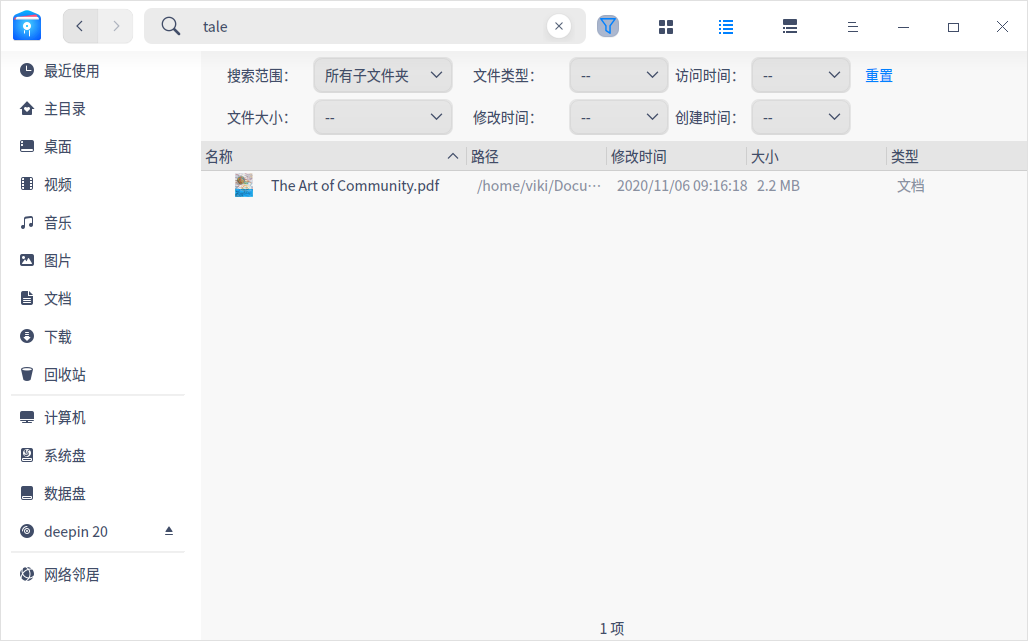 tale
最近使用
主目录
桌面
视频
音乐
图片
文档
下载
回收站
计算机
系统盘
数据盘
deepin 20
网络邻居
搜索范围： 所有子文件夹 文件类型： -- 访问时间： -- 重置
文件大小： -- 修改时间： -- 创建时间： --
名称 路径 修改时间 大小 类型
The Art of Community.pdf /home/viki/Docu··· 2020/11/06 09:16:18 2.2 MB 文档
1 项